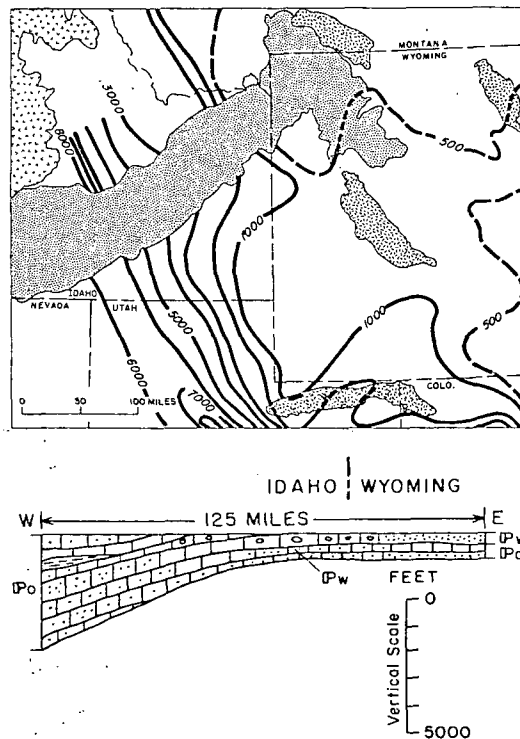 MONTANA
WYOMING
3000
8000
500
1000
IDAHO
NEVADA
UTAH
5000
1000
500
6000
7000
COLO.
0 50 100 MILES
IDAHO WYOMING
W 125 MILES E
ℙw
ℙo
ℙw
FEET
0
Vertical Scale
5000